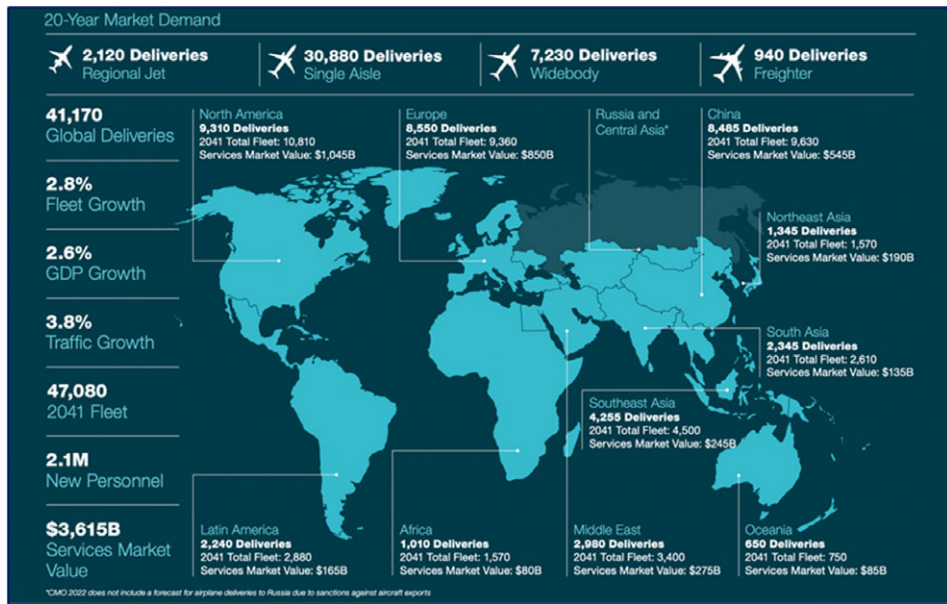 20-Year Market Demand
2,120 Deliveries
Regional Jet
30,880 Deliveries
Single Aisle
7,230 Deliveries
Widebody
940 Deliveries
Freighter
41,170
Global Deliveries
2.8%
Fleet Growth
2.6%
GDP Growth
3.8%
Traffic Growth
47,080
2041 Fleet
2.1M
New Personnel
$3,615B
Services Market
Value
North America
9,310 Deliveries
2041 Total Fleet: 10,810
Services Market Value: $1,045B
Europe
8,550 Deliveries
2041 Total Fleet: 9,360
Services Market Value: $850B
Russia and
Central Asia*
China
8,485 Deliveries
2041 Total Fleet: 9,630
Services Market Value: $545B
Northeast Asia
1,345 Deliveries
2041 Total Fleet: 1,570
Services Market Value: $190B
South Asia
2,345 Deliveries
2041 Total Fleet: 2,610
Services Market Value: $135B
Southeast Asia
4,255 Deliveries
2041 Total Fleet: 4,500
Services Market Value: $245B
Latin America
2,240 Deliveries
2041 Total Fleet: 2,880
Services Market Value: $165B
Africa
1,010 Deliveries
2041 Total Fleet: 1,570
Services Market Value: $80B
Middle East
2,980 Deliveries
2041 Total Fleet: 3,400
Services Market Value: $275B
Oceania
650 Deliveries
2041 Total Fleet: 750
Services Market Value: $85B
*CMO 2022 does not include a forecast for airplane deliveries to Russia due to sanctions against aircraft exports